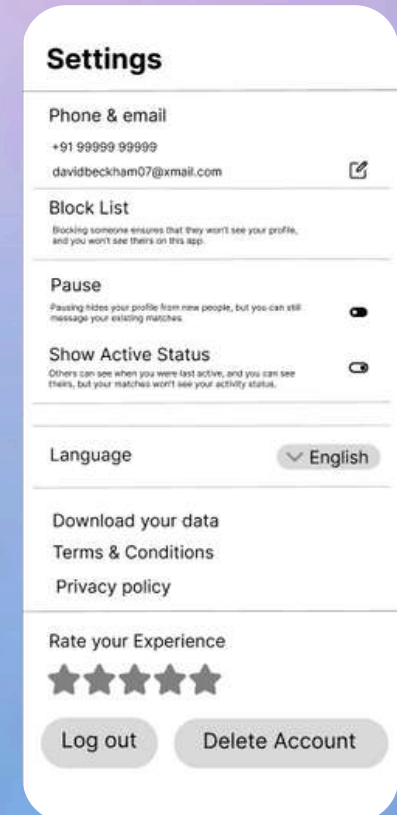 Settings
Phone & email
+91 99999 99999
davidbeckham07@xmail.com
Block List
Blocking someone ensures that they won't see your profile,
and you won't see theirs on this app.
Pause
Pausing hides your profile from new people, but you can still
message your existing matches.
Show Active Status
Others can see when you were last active, and you can see
theirs, but your matches won't see your activity status.
Language
English
Download your data
Terms & Conditions
Privacy policy
Rate your Experience
Log out
Delete Account